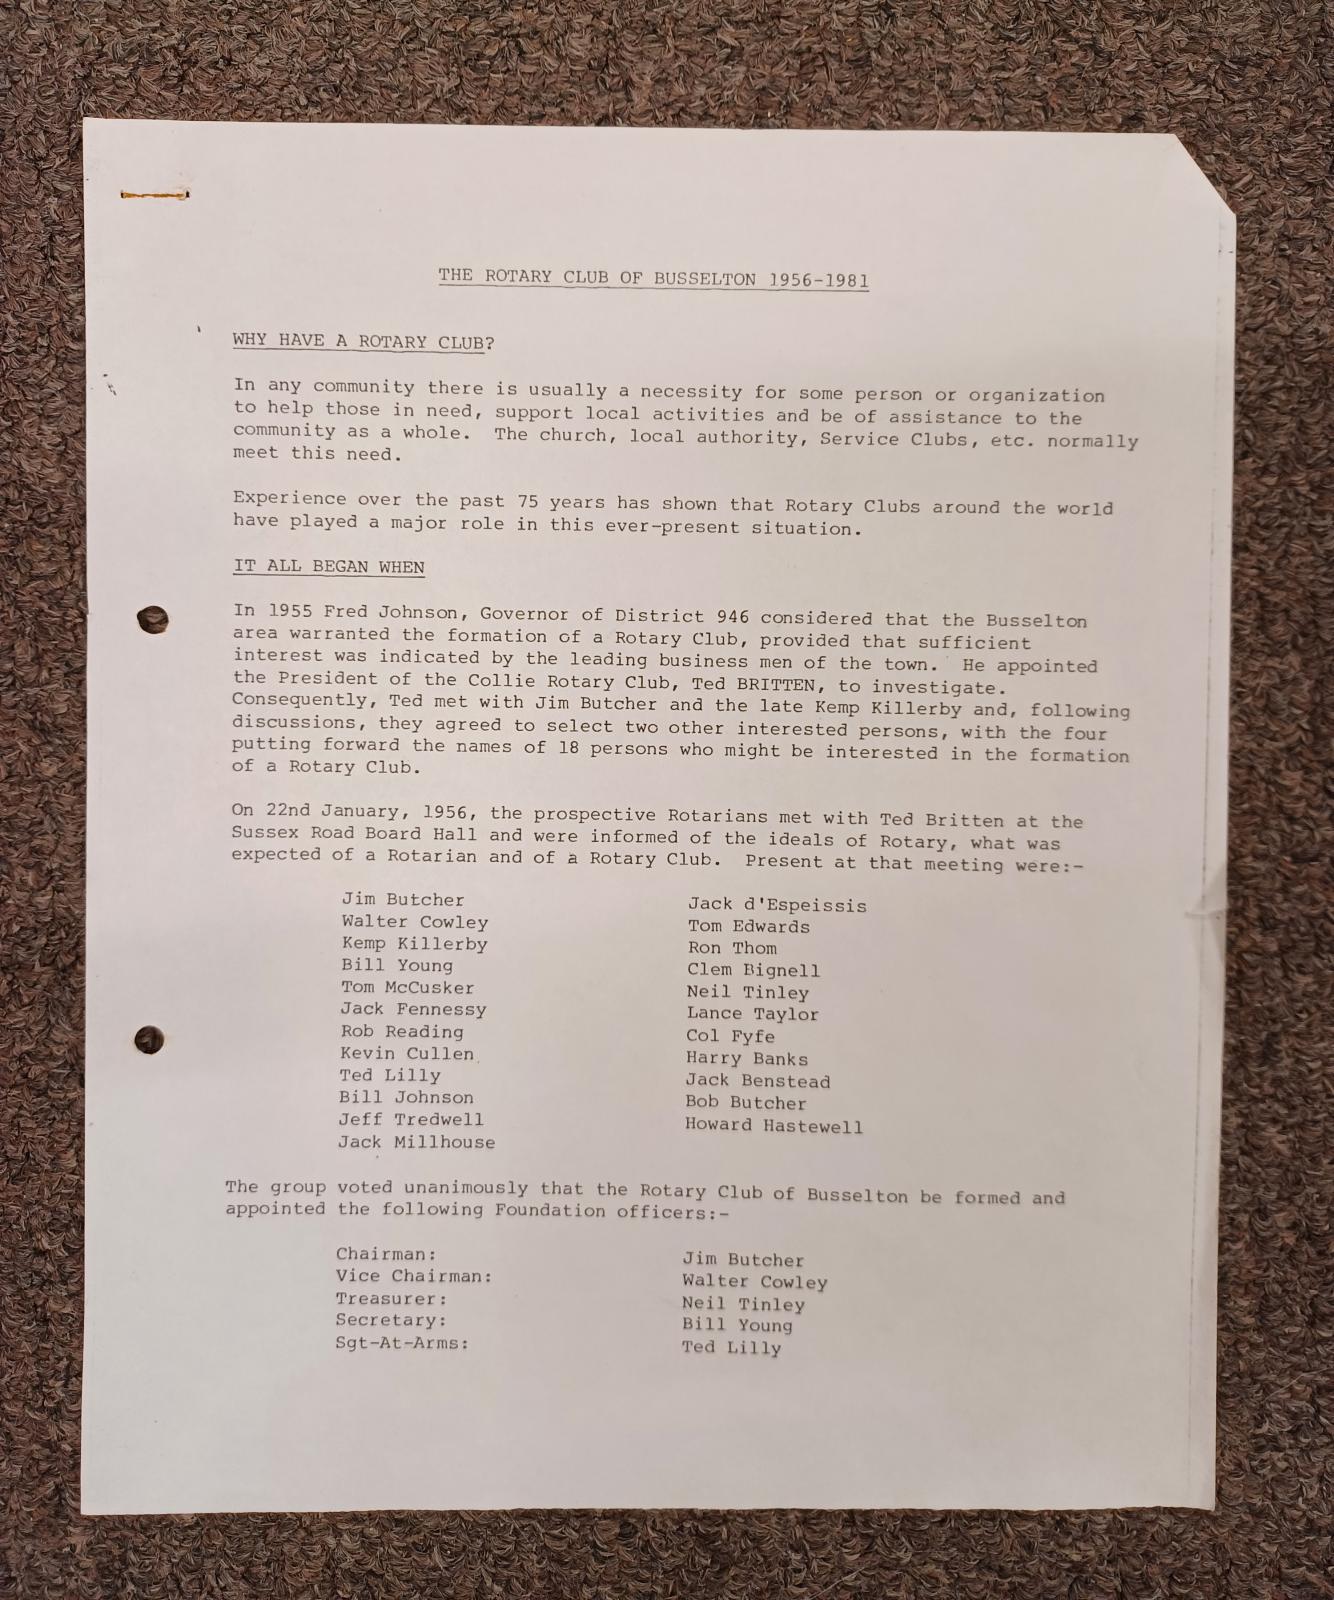 THE ROTARY CLUB OF BUSSELTON 1956-1981
WHY HAVE A ROTARY CLUB?
In any community there is usually a necessity for some person or organization
to help those in need, support local activities and be of assistance to the
community as a whole.  The church, local authority, Service Clubs, etc. normally
meet this need.
Experience over the past 75 years has shown that Rotary Clubs around the world
have played a major role in this ever-present situation.
IT ALL BEGAN WHEN
In 1955 Fred Johnson, Governor of District 946 considered that the Busselton
area warranted the formation of a Rotary Club, provided that sufficient
interest was indicated by the leading business men of the town.  He appointed
the President of the Collie Rotary Club, Ted BRITTEN, to investigate.
Consequently, Ted met with Jim Butcher and the late Kemp Killerby and, following
discussions, they agreed to select two other interested persons, with the four
putting forward the names of 18 persons who might be interested in the formation
of a Rotary Club.
On 22nd January, 1956, the prospective Rotarians met with Ted Britten at the
Sussex Road Board Hall and were informed of the ideals of Rotary, what was
expected of a Rotarian and of a Rotary Club.  Present at that meeting were:-
Jim Butcher
Walter Cowley
Kemp Killerby
Bill Young
Tom McCusker
Jack Fennessy
Rob Reading
Kevin Cullen
Ted Lilly
Bill Johnson
Jeff Tredwell
Jack Millhouse
Jack d'Espeissis
Tom Edwards
Ron Thom
Clem Bignell
Neil Tinley
Lance Taylor
Col Fyfe
Harry Banks
Jack Benstead
Bob Butcher
Howard Hastewell
The group voted unanimously that the Rotary Club of Busselton be formed and
appointed the following Foundation officers:-
Chairman: Jim Butcher
Vice Chairman: Walter Cowley
Treasurer: Neil Tinley
Secretary: Bill Young
Sgt-At-Arms: Ted Lilly